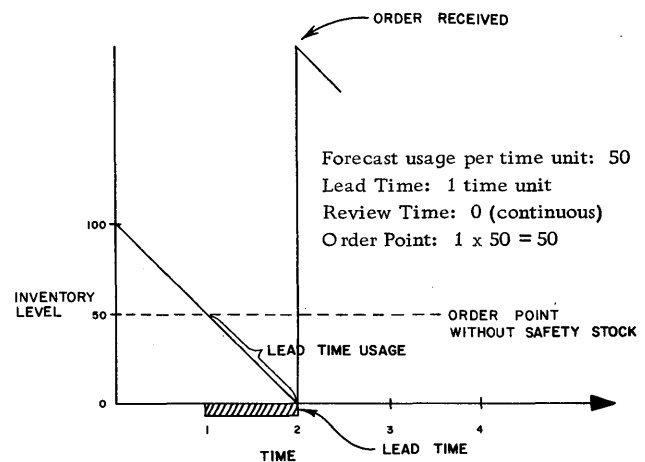 ORDER RECEIVED
Forecast usage per time unit: 50
Lead Time: 1 time unit
Review Time: 0 (continuous)
Order Point: 1 x 50 = 50
100
INVENTORY
LEVEL
50
ORDER POINT
WITHOUT SAFETY STOCK
LEAD TIME USAGE
0
1
2
3
4
LEAD TIME
TIME